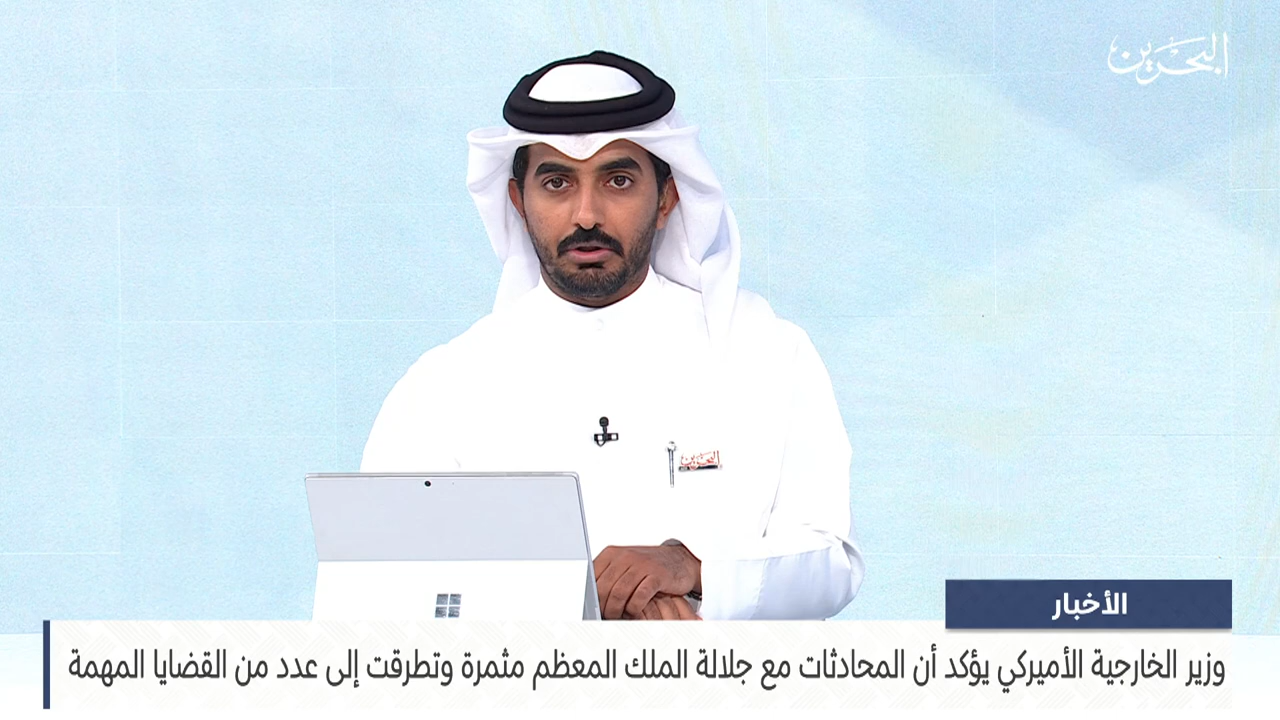 البحرين
البحرين
الأخبار
وزير الخارجية الأميركي يؤكد أن المحادثات مع جلالة الملك المعظم مثمرة وتطرقت إلى عدد من القضايا المهمة